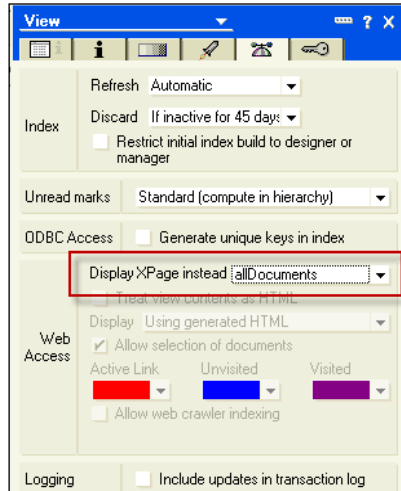 View ? X
i i
Refresh Automatic
Index
Discard If inactive for 45 days
Restrict initial index build to designer or
manager
Unread marks Standard (compute in hierarchy)
ODBC Access Generate unique keys in index
Display XPage instead allDocuments
Treat view contents as HTML
Display Using generated HTML
Web
Access
Allow selection of documents
Active Link Unvisited Visited
Allow web crawler indexing
Logging Include updates in transaction log